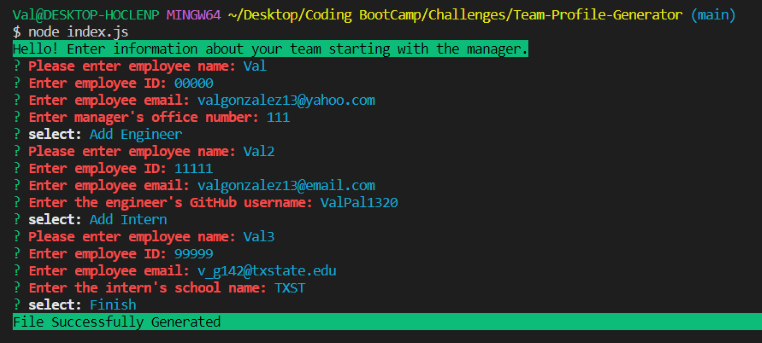 Val@DESKTOP-HOCLENP MINGW64 ~/Desktop/Coding BootCamp/Challenges/Team-Profile-Generator (main)
$ node index.js
Hello! Enter information about your team starting with the manager.
? Please enter employee name: Val
? Enter employee ID: 00000
? Enter employee email: valgonzalez13@yahoo.com
? Enter manager's office number: 111
? select: Add Engineer
? Please enter employee name: Val2
? Enter employee ID: 11111
? Enter employee email: valgonzalez13@email.com
? Enter the engineer's GitHub username: ValPal1320
? select: Add Intern
? Please enter employee name: Val3
? Enter employee ID: 99999
? Enter employee email: v_g142@txstate.edu
? Enter the intern's school name: TXST
? select: Finish
File Successfully Generated